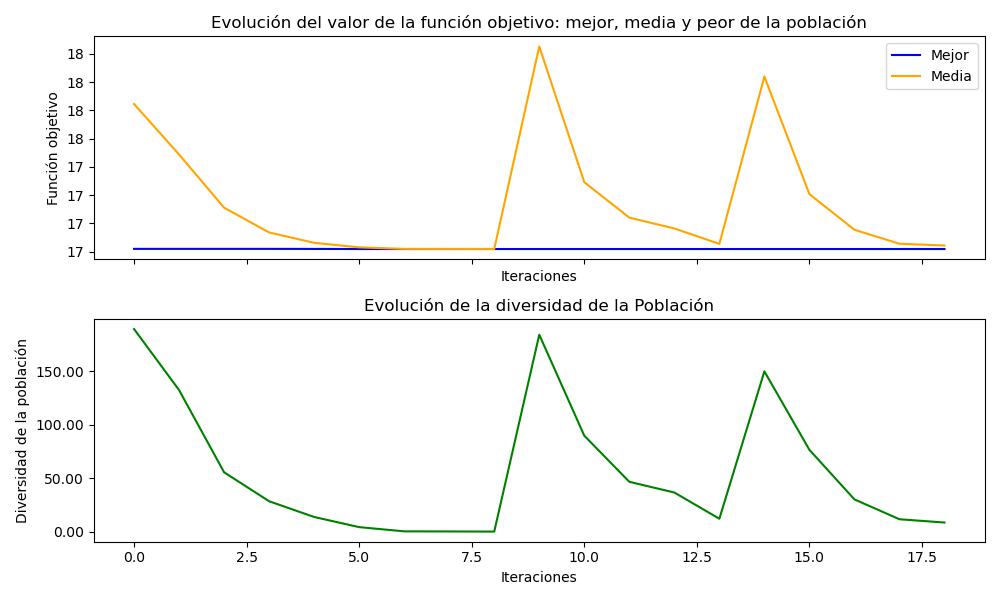 Evolución del valor de la función objetivo: mejor, media y peor de la población
Función objetivo
18
18
18
18
17
17
17
17
Mejor
Media
Iteraciones
Evolución de la diversidad de la Población
Diversidad de la población
150.00
100.00
50.00
0.00
0.0 2.5 5.0 7.5 10.0 12.5 15.0 17.5
Iteraciones